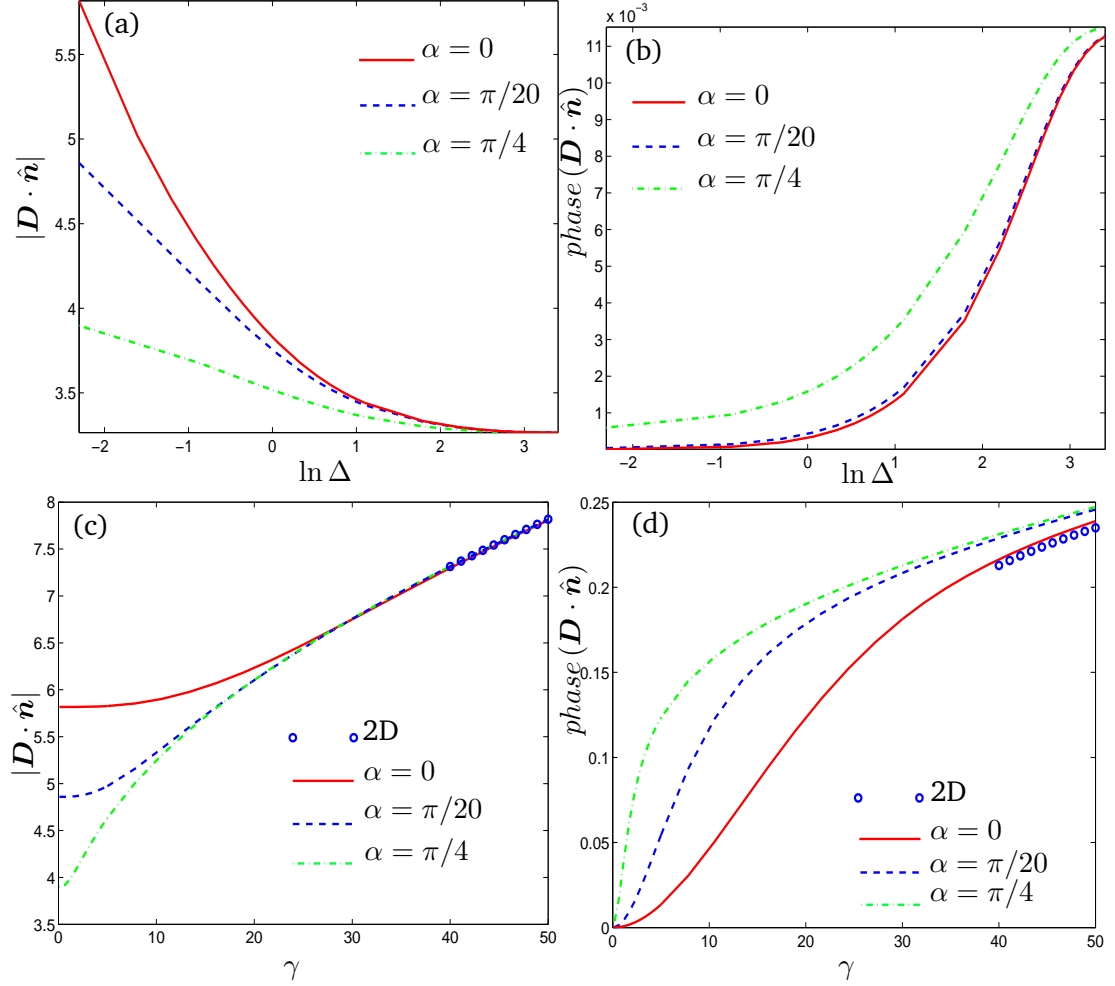 (a)
α = 0
α = π/20
α = π/4
5.5
5
4.5
4
3.5
−2
−1
0
1
2
3
ln Δ
|D · n̂|
x 10⁻³
(b)
α = 0
α = π/20
α = π/4
11
10
9
8
7
6
5
4
3
2
1
−2
−1
0
1
2
3
ln Δ
phase (D · n̂)
(c)
2D
α = 0
α = π/20
α = π/4
8
7.5
7
6.5
6
5.5
5
4.5
4
3.5
0
10
20
30
40
50
γ
|D · n̂|
(d)
2D
α = 0
α = π/20
α = π/4
0.25
0.2
0.15
0.1
0.05
0
0
10
20
30
40
50
γ
phase (D · n̂)